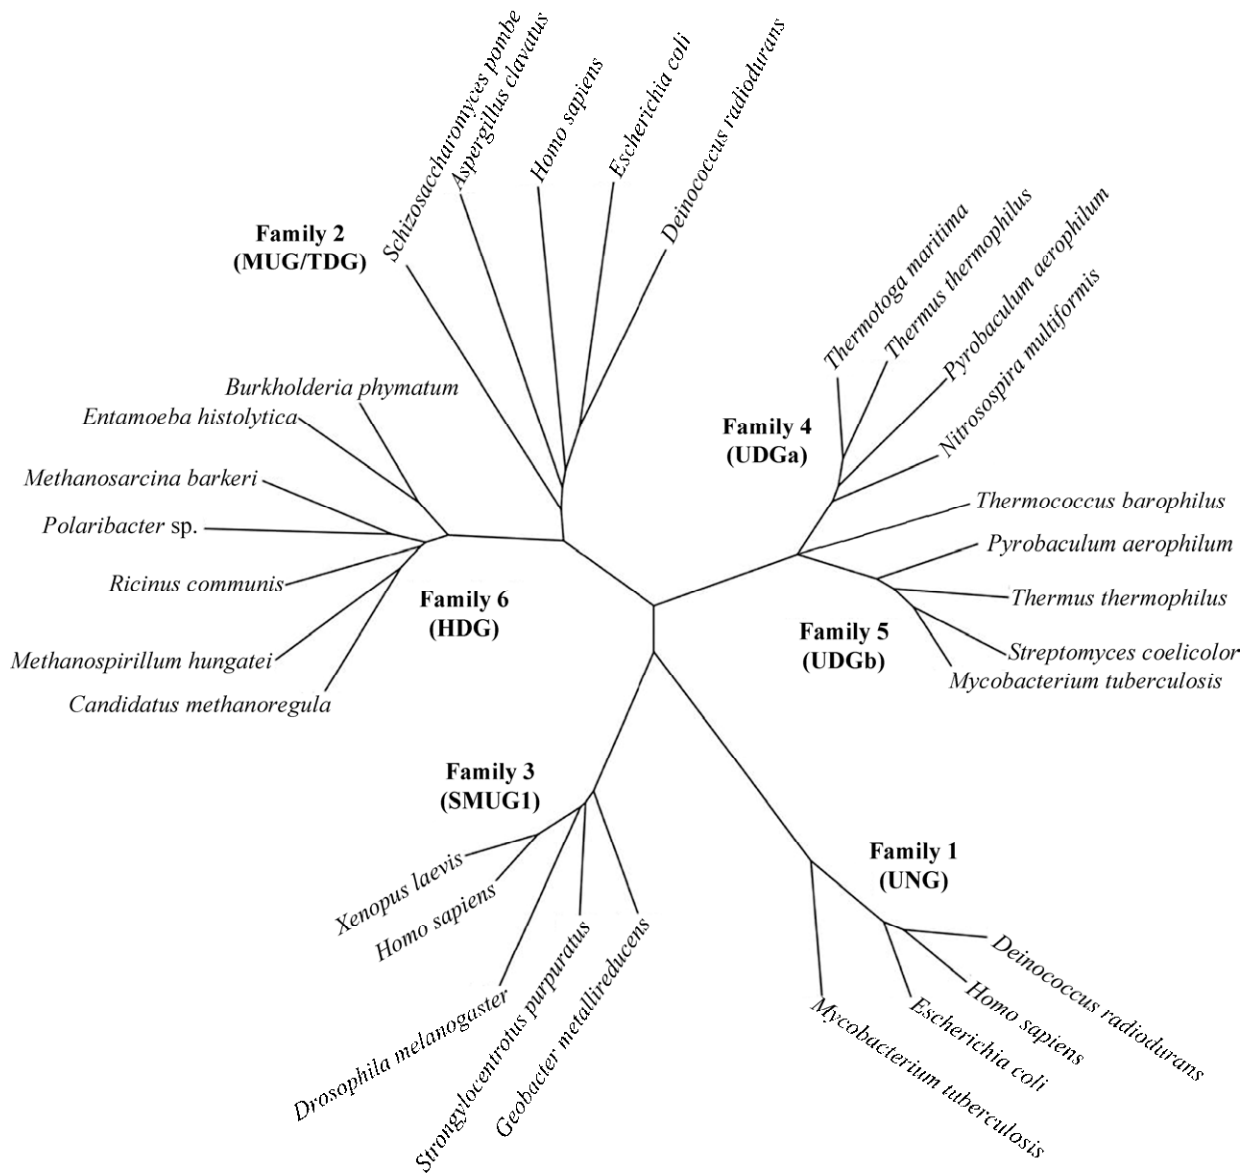 Schizosaccharomyces pombe
Aspergillus clavatus
Homo sapiens
Escherichia coli
Deinococcus radiodurans
Family 2
(MUG/TDG)
Thermotoga maritima
Thermus thermophilus
Pyrobaculum aerophilum
Nitrosospira multiformis
Family 4
(UDGa)
Burkholderia phymatum
Entamoeba histolytica
Methanosarcina barkeri
Polaribacter sp.
Ricinus communis
Methanospirillum hungatei
Candidatus methanoregula
Family 6
(HDG)
Thermococcus barophilus
Pyrobaculum aerophilum
Thermus thermophilus
Streptomyces coelicolor
Mycobacterium tuberculosis
Family 5
(UDGb)
Family 3
(SMUG1)
Xenopus laevis
Homo sapiens
Drosophila melanogaster
Strongylocentrotus purpuratus
Geobacter metallireducens
Family 1
(UNG)
Deinococcus radiodurans
Homo sapiens
Escherichia coli
Mycobacterium tuberculosis